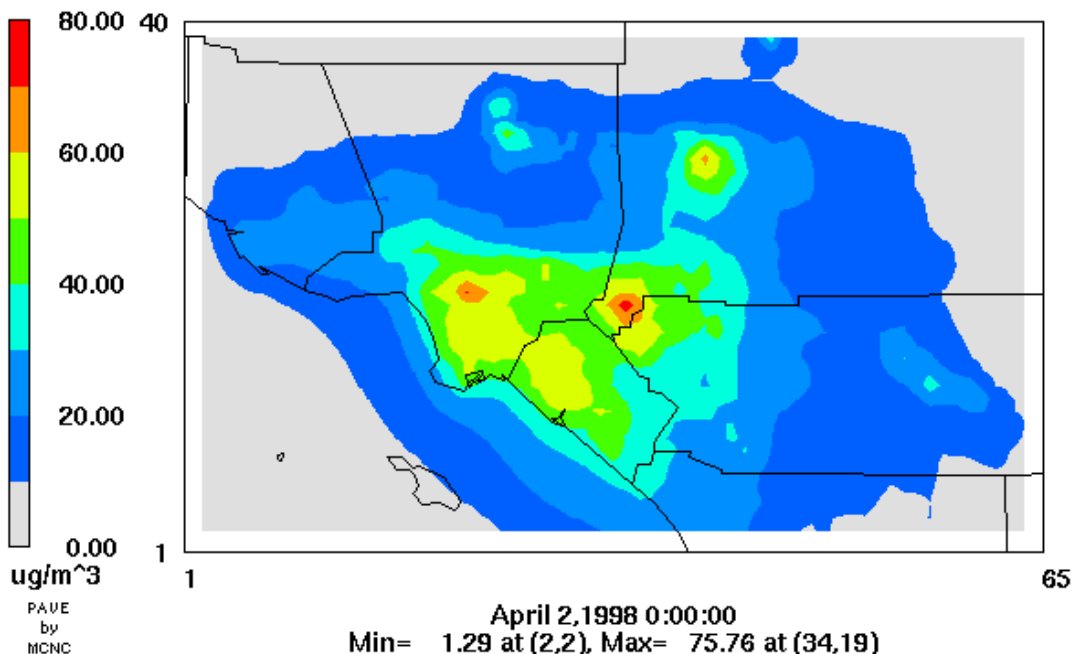 80.00
60.00
40.00
20.00
0.00
ug/m^3
PAVE
by
MCNC
40
1
1
65
April 2,1998 0:00:00
Min= 1.29 at (2,2), Max= 75.76 at (34,19)